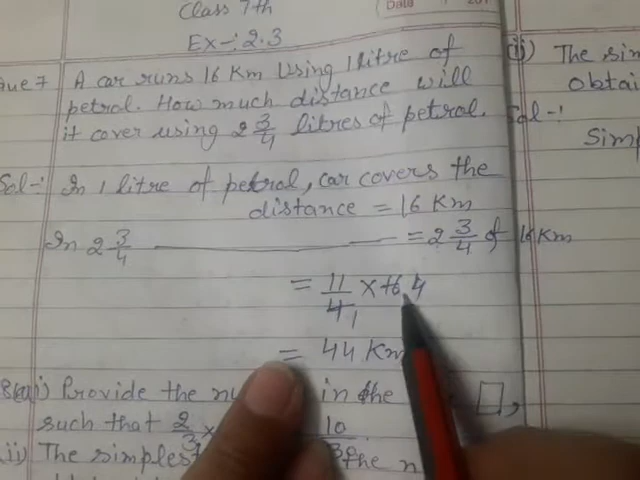 Class 7th
Date
Ex-: 2.3
Que 7 A car runs 16 Km Using 1 litre of
petrol. How much distance will
it cover using 2 3/4 litres of petrol.
Sol-: In 1 litre of petrol, car covers the
distance = 16 Km
In 2 3/4 ———— = 2 3/4 of 16 Km
= 11/4 1 × 16 4
= 44 Km
i) Provide the in the □,
such that 2/3 × 10
ii) The simples the n
ii) The sim
obtai
Sol-:
Simp